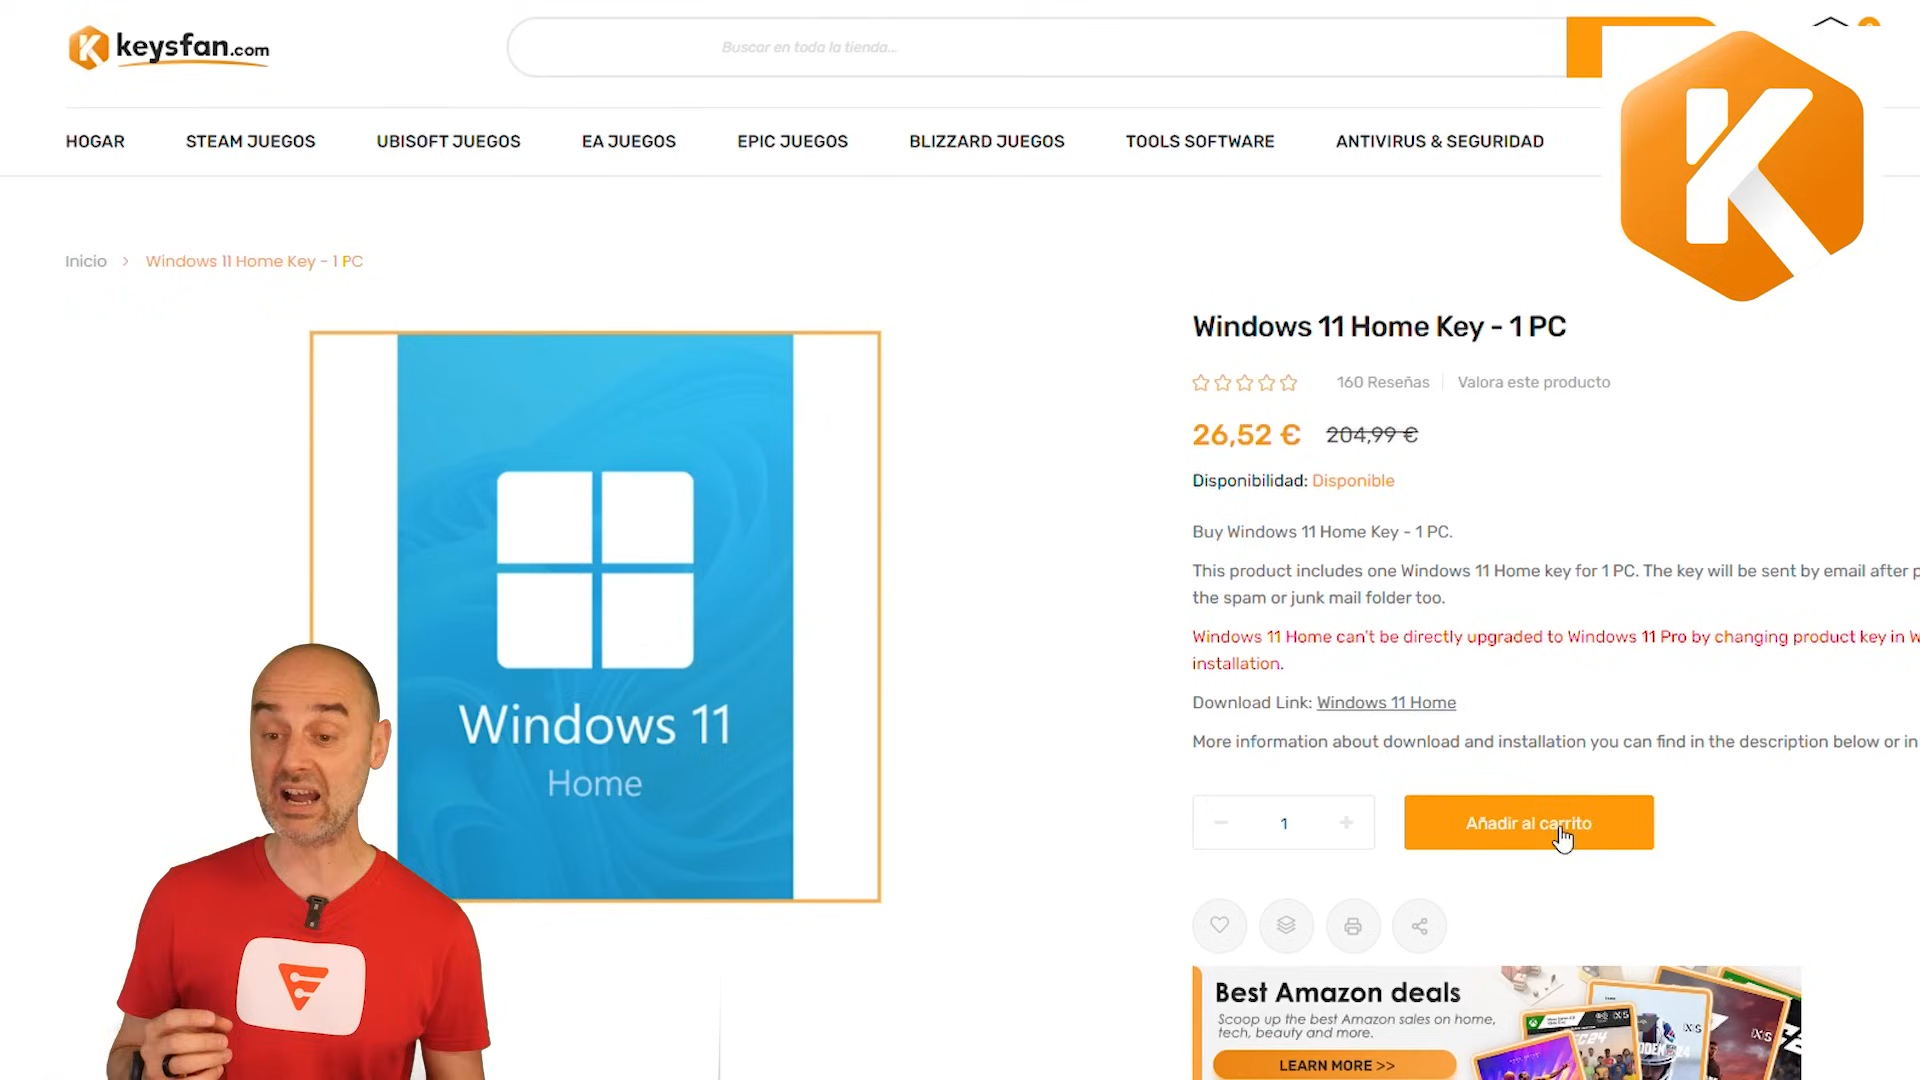 keysfan.com
Buscar en toda la tienda...
HOGAR
STEAM JUEGOS
UBISOFT JUEGOS
EA JUEGOS
EPIC JUEGOS
BLIZZARD JUEGOS
TOOLS SOFTWARE
ANTIVIRUS & SEGURIDAD
Inicio > Windows 11 Home Key - 1 PC
Windows 11
Home
Windows 11 Home Key - 1 PC
160 Reseñas
Valora este producto
26,52 € 204,99 €
Disponibilidad: Disponible
Buy Windows 11 Home Key - 1 PC.
This product includes one Windows 11 Home key for 1 PC. The key will be sent by email after p
the spam or junk mail folder too.
Windows 11 Home can't be directly upgraded to Windows 11 Pro by changing product key in W
installation.
Download Link: Windows 11 Home
More information about download and installation you can find in the description below or in
1
Añadir al carrito
Best Amazon deals
Scoop up the best Amazon sales on home,
tech, beauty and more.
LEARN MORE >>